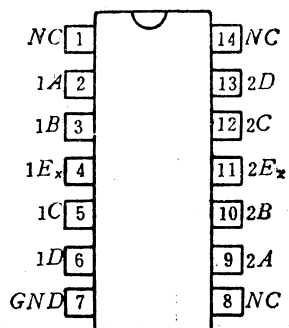 NC 1 14 NC
1A 2 13 2D
1B 3 12 2C
1Eₓ 4 11 2Eₓ
1C 5 10 2B
1D 6 9 2A
GND 7 8 NC